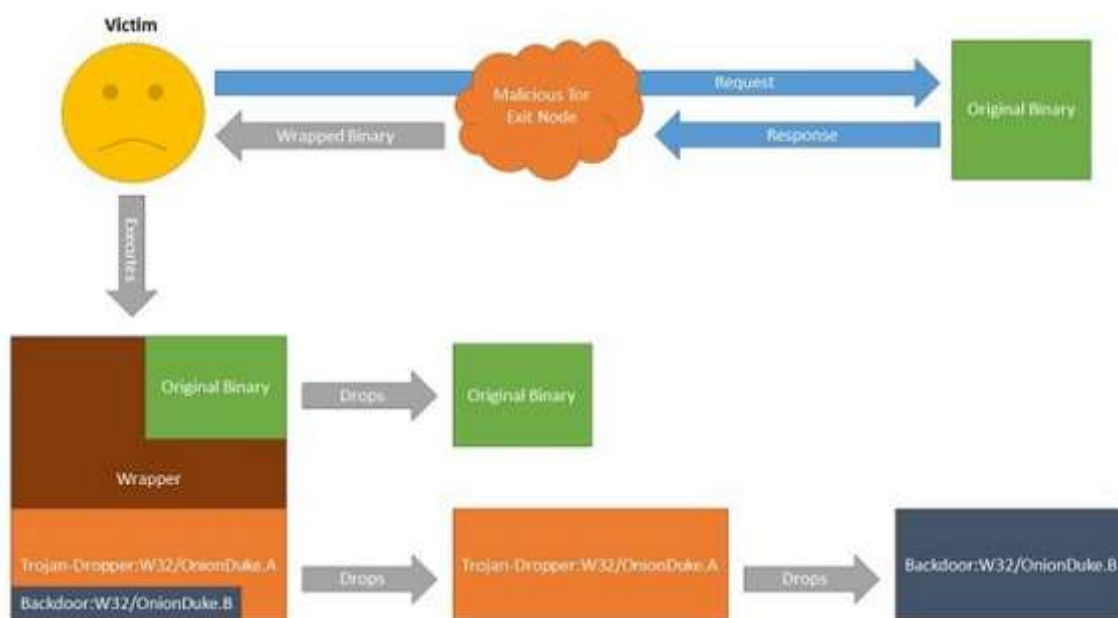 Victim
Request
Malicious Tor
Exit Node
Original Binary
Wrapped Binary
Response
Executes
Original Binary
Drops
Original Binary
Wrapper
Trojan-Dropper:W32/OnionDuke.A
Drops
Trojan-Dropper:W32/OnionDuke.A
Drops
Backdoor:W32/OnionDuke.B
Backdoor:W32/OnionDuke.B